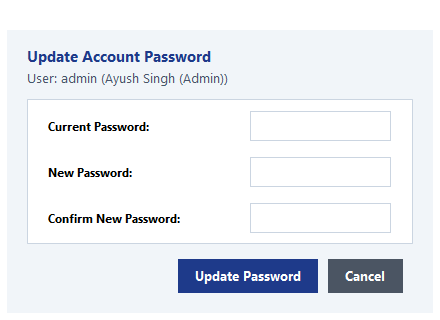 Update Account Password
User: admin (Ayush Singh (Admin))
Current Password:
New Password:
Confirm New Password:
Update Password
Cancel